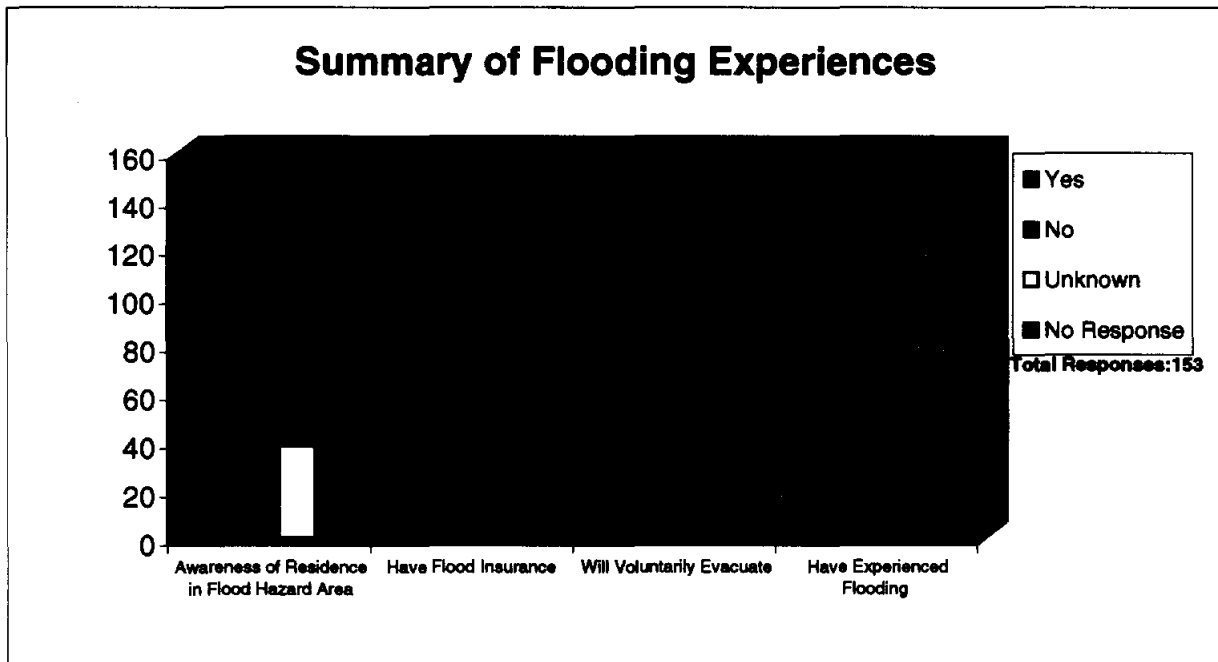 Summary of Flooding Experiences
160
140
120
100
80
60
40
20
0
Awareness of Residence
in Flood Hazard Area
Have Flood Insurance
Will Voluntarily Evacuate
Have Experienced
Flooding
Yes
No
Unknown
No Response
Total Responses:153